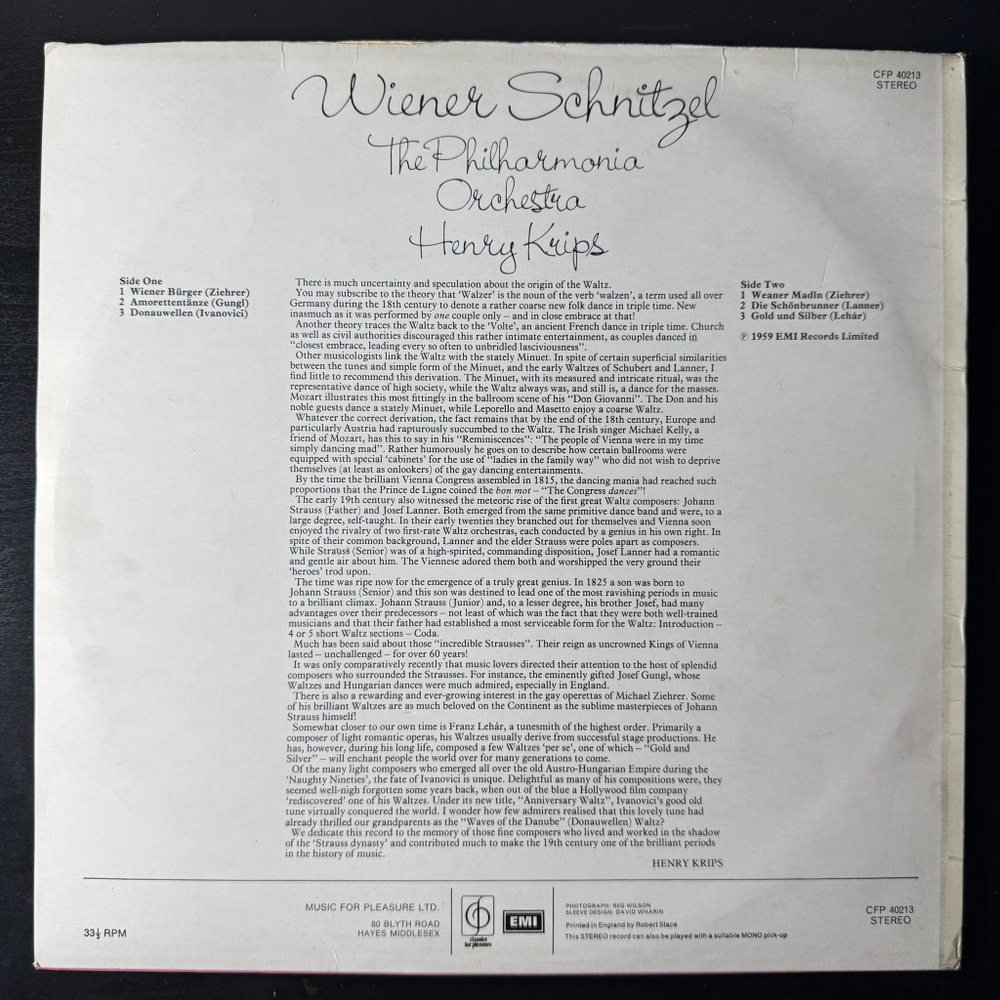 CFP 40213
STEREO
Wiener Schnitzel
The Philharmonia
Orchestra
Henry Krips
Side One
1 Wiener Bürger (Ziehrer)
2 Amorettentänze (Gungl)
3 Donauwellen (Ivanovici)
There is much uncertainty and speculation about the origin of the Waltz.
You may subscribe to the theory that 'Walzer' is the noun of the verb 'walzen', a term used all over
Germany during the 18th century to denote a rather coarse new folk dance in triple time. New
inasmuch as it was performed by one couple only – and in close embrace at that!
Another theory traces the Waltz back to the 'Volte', an ancient French dance in triple time. Church
as well as civil authorities discouraged this rather intimate entertainment, as couples danced in
"closest embrace, leading every so often to unbridled lasciviousness".
Other musicologists link the Waltz with the stately Minuet. In spite of certain superficial similarities
between the tunes and simple form of the Minuet, and the early Waltzes of Schubert and Lanner, I
find little to recommend this derivation. The Minuet, with its measured and intricate ritual, was the
representative dance of high society, while the Waltz always was, and still is, a dance for the masses.
Mozart illustrates this most fittingly in the ballroom scene of his "Don Giovanni". The Don and his
noble guests dance a stately Minuet, while Leporello and Masetto enjoy a coarse Waltz.
Whatever the correct derivation, the fact remains that by the end of the 18th century, Europe and
particularly Austria had rapturously succumbed to the Waltz. The Irish singer Michael Kelly, a
friend of Mozart, has this to say in his "Reminiscences": "The people of Vienna were in my time
simply dancing mad". Rather humorously he goes on to describe how certain ballrooms were
equipped with special 'cabinets' for the use of "ladies in the family way" who did not wish to deprive
themselves (at least as onlookers) of the gay dancing entertainments.
By the time the brilliant Vienna Congress assembled in 1815, the dancing mania had reached such
proportions that the Prince de Ligne coined the bon mot – "The Congress dances"!
The early 19th century also witnessed the meteoric rise of the first great Waltz composers: Johann
Strauss (Father) and Josef Lanner. Both emerged from the same primitive dance band and were, to a
large degree, self-taught. In their early twenties they branched out for themselves and Vienna soon
enjoyed the rivalry of two first-rate Waltz orchestras, each conducted by a genius in his own right. In
spite of their common background, Lanner and the elder Strauss were poles apart as composers.
While Strauss (Senior) was of a high-spirited, commanding disposition, Josef Lanner had a romantic
and gentle air about him. The Viennese adored them both and worshipped the very ground their
'heroes' trod upon.
The time was ripe now for the emergence of a truly great genius. In 1825 a son was born to
Johann Strauss (Senior) and this son was destined to lead one of the most ravishing periods in music
to a brilliant climax. Johann Strauss (Junior) and, to a lesser degree, his brother Josef, had many
advantages over their predecessors – not least of which was the fact that they were both well-trained
musicians and that their father had established a most serviceable form for the Waltz: Introduction –
4 or 5 short Waltz sections – Coda.
Much has been said about those "incredible Strausses". Their reign as uncrowned Kings of Vienna
lasted – unchallenged – for over 60 years!
It was only comparatively recently that music lovers directed their attention to the host of splendid
composers who surrounded the Strausses. For instance, the eminently gifted Josef Gungl, whose
Waltzes and Hungarian dances were much admired, especially in England.
There is also a rewarding and ever-growing interest in the gay operettas of Michael Ziehrer. Some
of his brilliant Waltzes are as much beloved on the Continent as the sublime masterpieces of Johann
Strauss himself!
Somewhat closer to our own time is Franz Lehár, a tunesmith of the highest order. Primarily a
composer of light romantic operas, his Waltzes usually derive from successful stage productions. He
has, however, during his long life, composed a few Waltzes 'per se', one of which – "Gold and
Silver" – will enchant people the world over for many generations to come.
Of the many light composers who emerged all over the old Austro-Hungarian Empire during the
'Naughty Nineties', the fate of Ivanovici is unique. Delightful as many of his compositions were, they
seemed well-nigh forgotten some years back, when out of the blue a Hollywood film company
'rediscovered' one of his Waltzes. Under its new title, "Anniversary Waltz", Ivanovici's good old
tune virtually conquered the world. I wonder how few admirers realised that this lovely tune had
already thrilled our grandparents as the "Waves of the Danube" (Donauwellen) Waltz?
We dedicate this record to the memory of those fine composers who lived and worked in the shadow
of the 'Strauss dynasty' and contributed much to make the 19th century one of the brilliant periods
in the history of music.
HENRY KRIPS
Side Two
1 Weaner Madln (Ziehrer)
2 Die Schönbrunner (Lanner)
3 Gold und Silber (Lehár)
℗ 1959 EMI Records Limited
33⅓ RPM
MUSIC FOR PLEASURE LTD.
80 BLYTH ROAD
HAYES MIDDLESEX
classics
for pleasure
EMI
PHOTOGRAPH: REG WILSON
SLEEVE DESIGN: DAVID WHARIN
Printed in England by Robert Stace
This STEREO record can also be played with a suitable MONO pick-up
CFP 40213
STEREO